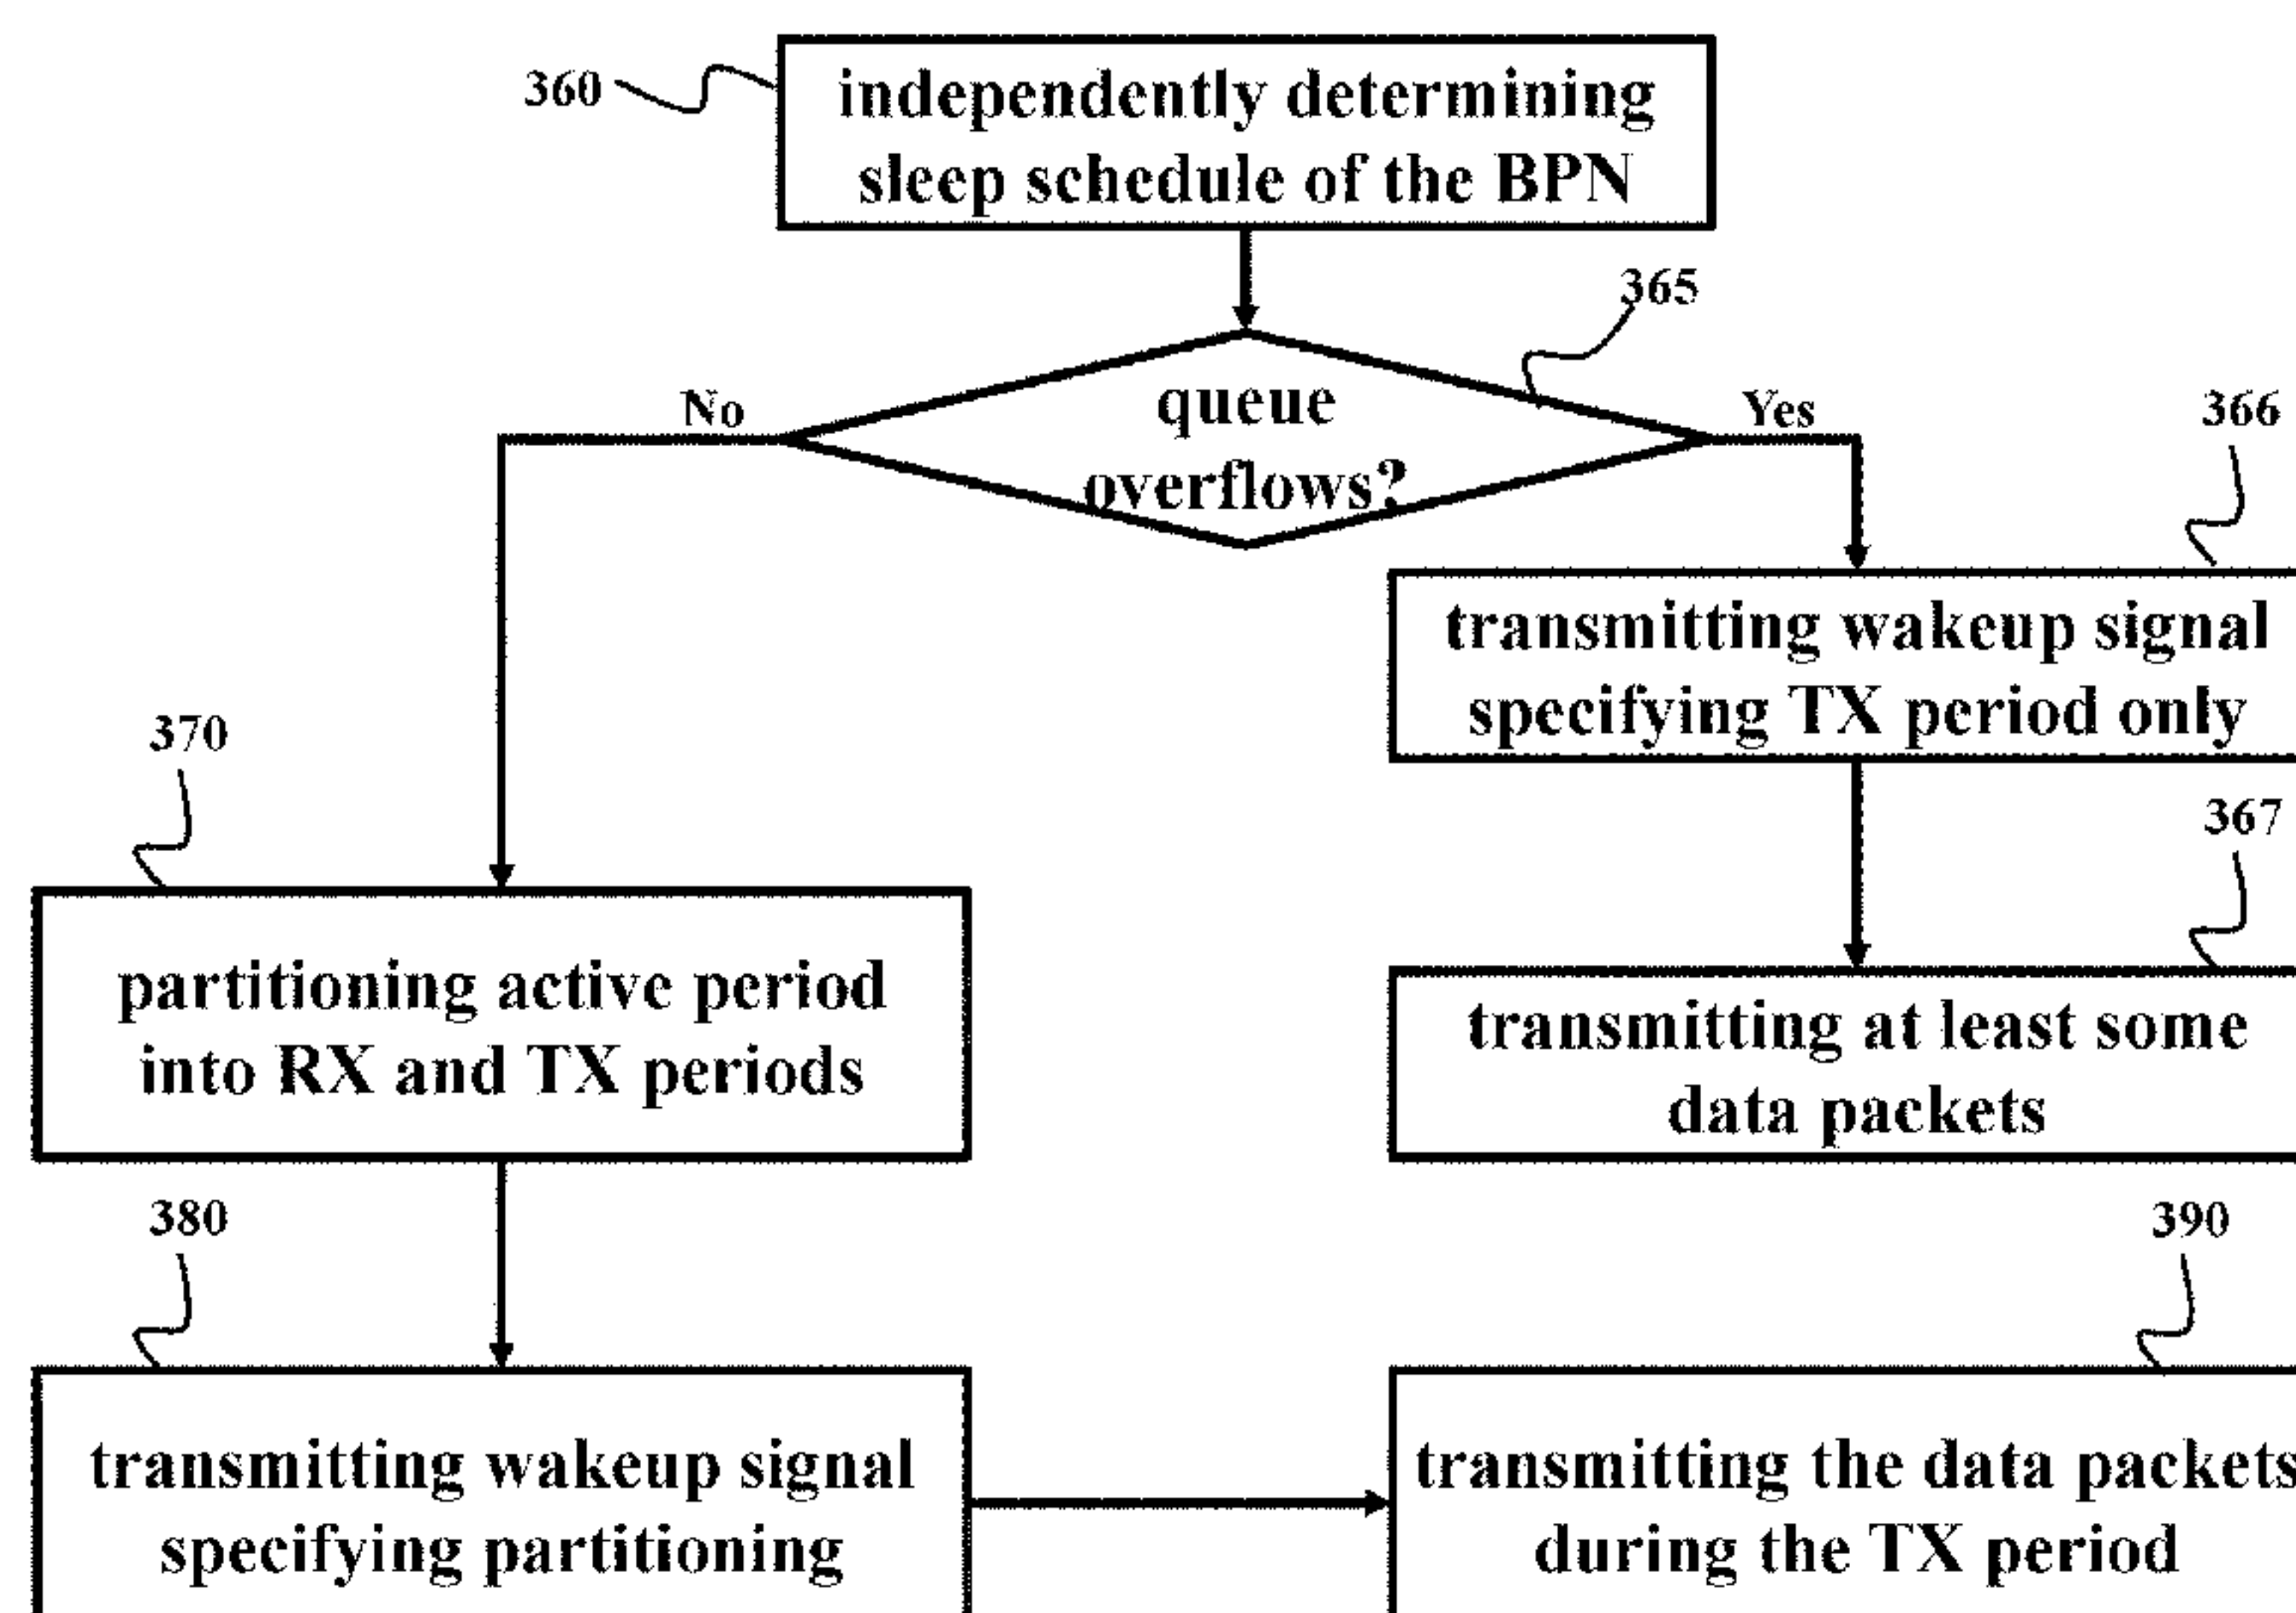 360
independently determining
sleep schedule of the BPN
365
No
queue
overflows?
Yes
366
transmitting wakeup signal
specifying TX period only
370
367
partitioning active period
into RX and TX periods
transmitting at least some
data packets
380
390
transmitting wakeup signal
specifying partitioning
transmitting the data packets
during the TX period